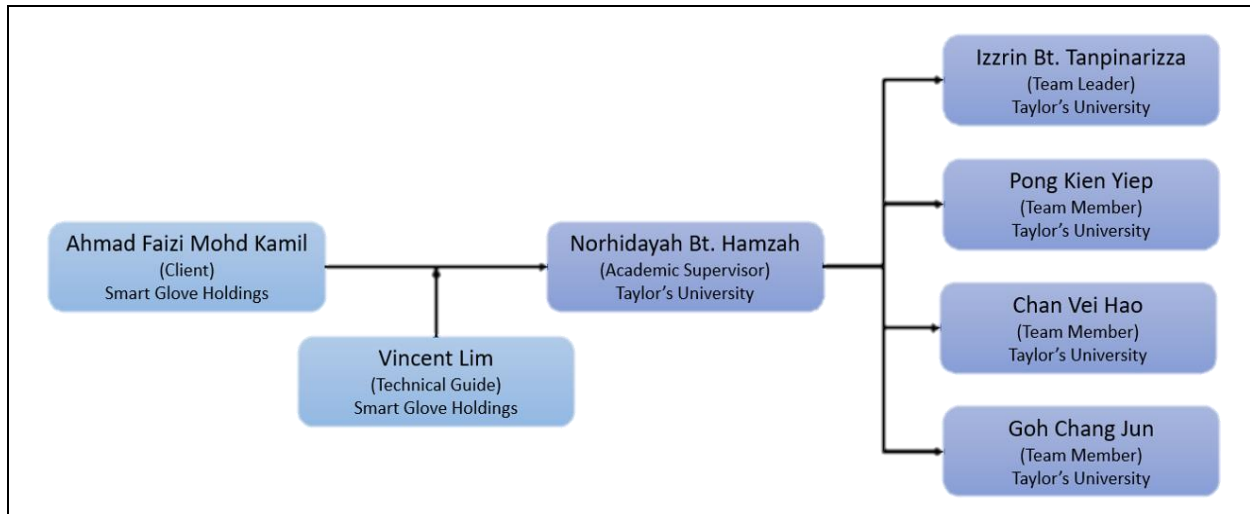 Ahmad Faizi Mohd Kamil
(Client)
Smart Glove Holdings
Vincent Lim
(Technical Guide)
Smart Glove Holdings
Norhidayah Bt. Hamzah
(Academic Supervisor)
Taylor’s University
Izzrin Bt. Tanpinarizza
(Team Leader)
Taylor’s University
Pong Kien Yiep
(Team Member)
Taylor’s University
Chan Vei Hao
(Team Member)
Taylor’s University
Goh Chang Jun
(Team Member)
Taylor’s University